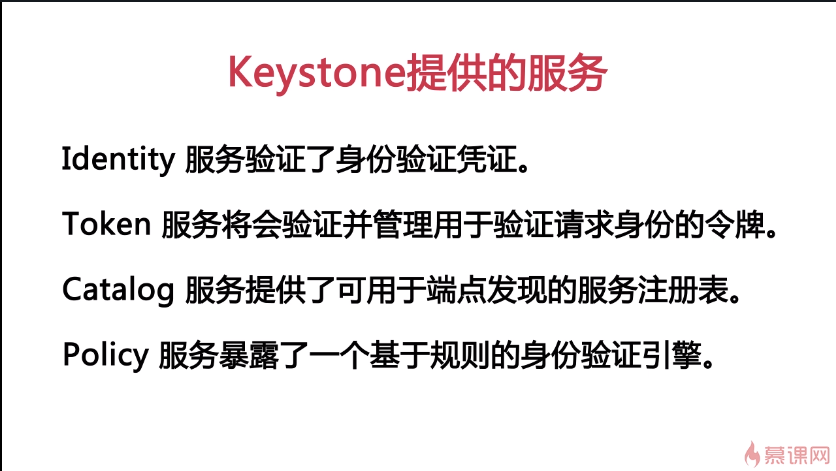 Keystone提供的服务
Identity 服务验证了身份验证凭证。
Token 服务将会验证并管理用于验证请求身份的令牌。
Catalog 服务提供了可用于端点发现的服务注册表。
Policy 服务暴露了一个基于规则的身份验证引擎。
慕课网